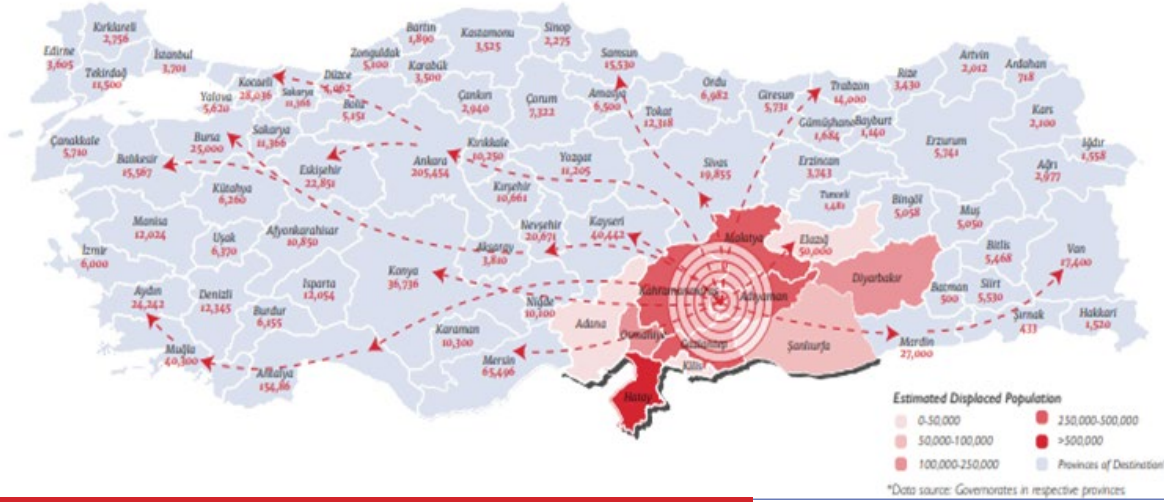 Kırklareli
2,756
Edirne
3,605
Tekirdağ
11,500
İstanbul
3,701
Kocaeli
28,036
Yalova
5,620
Sakarya
11,366
Düzce
4,062
Bolu
5,151
Zonguldak
5,100
Bartın
1,890
Karabük
3,500
Kastamonu
3,525
Sinop
2,275
Çankırı
2,940
Çorum
7,322
Samsun
15,530
Amasya
6,500
Tokat
12,318
Ordu
6,982
Giresun
5,731
Trabzon
14,000
Gümüşhane
1,684
Bayburt
1,140
Rize
3,430
Artvin
2,012
Ardahan
718
Kars
2,100
Iğdır
1,558
Ağrı
2,977
Erzurum
5,741
Erzincan
3,743
Tunceli
1,481
Bingöl
5,058
Muş
5,050
Bitlis
5,468
Van
17,400
Hakkari
1,520
Siirt
5,530
Şırnak
433
Batman
500
Mardin
27,000
Çanakkale
5,710
Balıkesir
15,567
Bursa
25,000
Sakarya
11,366
Eskişehir
22,851
Kütahya
6,260
Ankara
205,454
Kırıkkale
10,250
Kırşehir
10,661
Yozgat
11,205
Sivas
19,855
Kayseri
40,442
Nevşehir
20,671
Aksaray
3,810
Niğde
10,100
Konya
36,736
Karaman
10,300
Mersin
65,496
Manisa
12,024
Uşak
6,370
Afyonkarahisar
10,850
İzmir
6,000
Aydın
24,242
Denizli
12,345
Isparta
12,054
Burdur
6,155
Muğla
40,300
Antalya
154,86
Elazığ
50,000
Malatya
Diyarbakır
Adıyaman
Adana
Osmaniye
Gaziantep
Kilis
Şanlıurfa
Hatay
Estimated Displaced Population
0-50,000
50,000-100,000
100,000-250,000
250,000-500,000
>500,000
Provinces of Destination
*Data source: Governorates in respective provinces